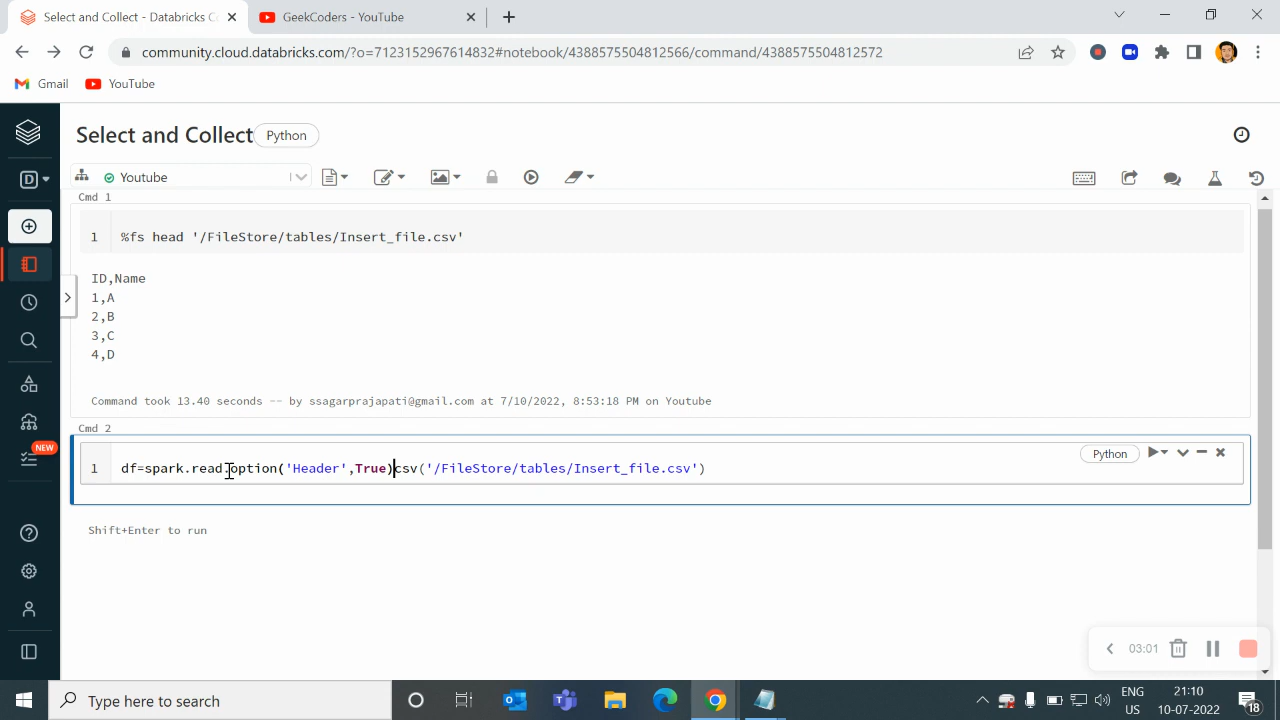 Select and Collect - Databricks Co
GeekCoders - YouTube
community.cloud.databricks.com/?o=7123152967614832#notebook/4388575504812566/command/4388575504812572
Gmail
YouTube
Select and Collect
Python
D
Youtube
Cmd 1
1 %fs head '/FileStore/tables/Insert_file.csv'
ID,Name
1,A
2,B
3,C
4,D
Command took 13.40 seconds -- by ssagarprajapati@gmail.com at 7/10/2022, 8:53:18 PM on Youtube
Cmd 2
1 df=spark.read.option('Header',True)csv('/FileStore/tables/Insert_file.csv')
Python
NEW
Shift+Enter to run
03:01
Type here to search
ENG
US
21:10
10-07-2022
18